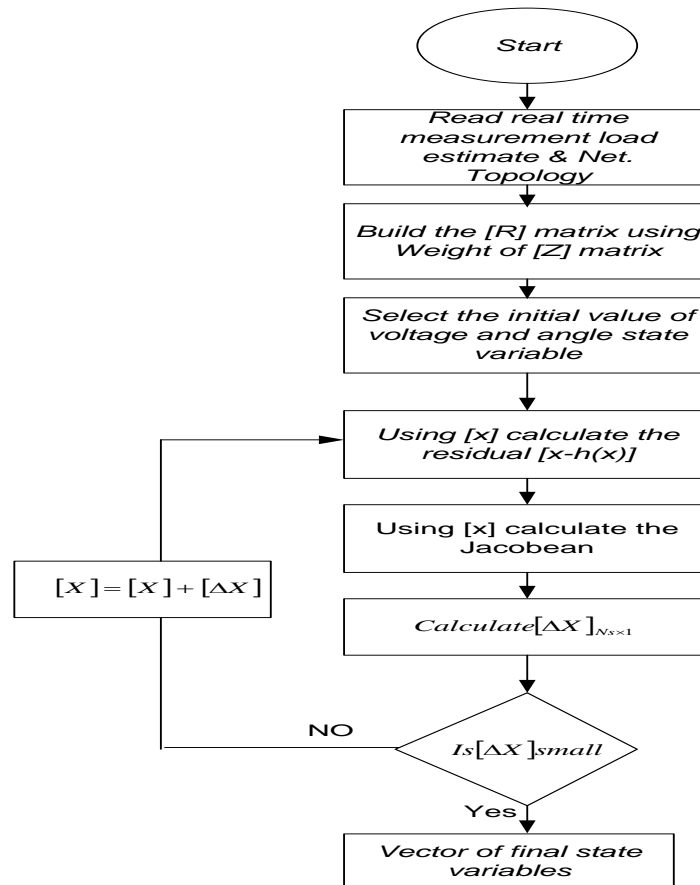 Start
Read real time
measurement load
estimate & Net.
Topology
Build the [R] matrix using
Weight of [Z] matrix
Select the initial value of
voltage and angle state
variable
Using [x] calculate the
residual [x-h(x)]
Using [x] calculate the
Jacobean
[X]=[X]+[ΔX]
Calculate[ΔX]Ns×1
NO
Is[ΔX]small
Yes
Vector of final state
variables